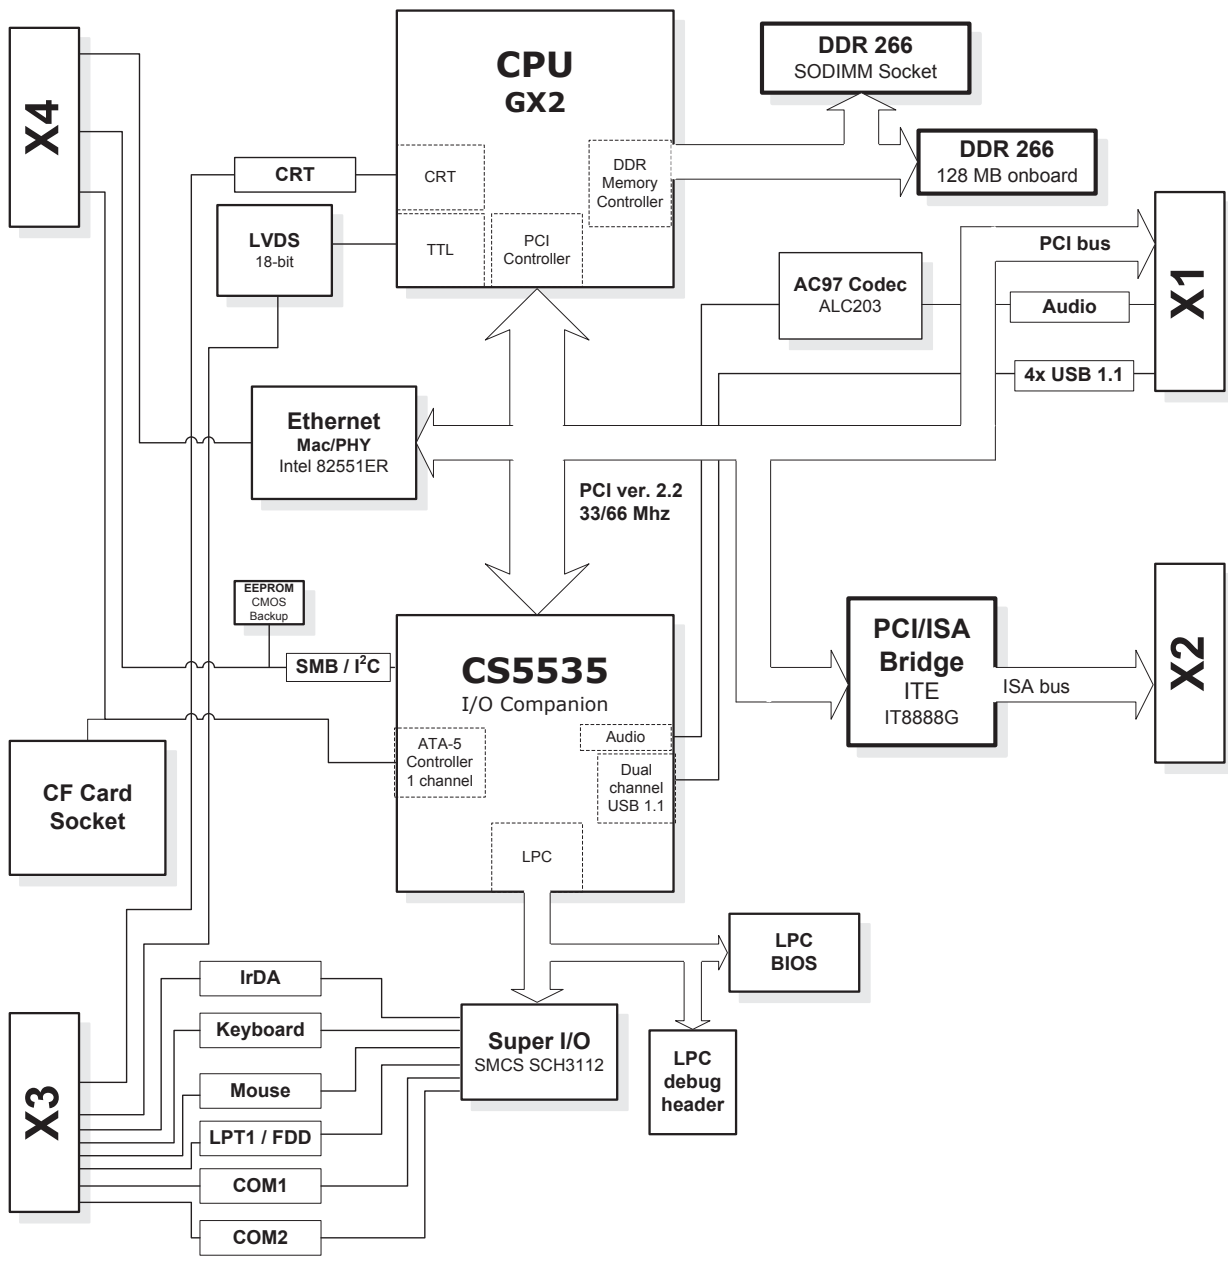 X4
CPU
GX2
CRT
TTL
PCI
Controller
DDR
Memory
Controller
DDR 266
SODIMM Socket
DDR 266
128 MB onboard
CRT
LVDS
18-bit
AC97 Codec
ALC203
PCI bus
Audio
4x USB 1.1
X1
Ethernet
Mac/PHY
Intel 82551ER
PCI ver. 2.2
33/66 Mhz
EEPROM
CMOS
Backup
SMB / I²C
CS5535
I/O Companion
ATA-5
Controller
1 channel
Audio
Dual
channel
USB 1.1
LPC
PCI/ISA
Bridge
ITE
IT8888G
ISA bus
X2
CF Card
Socket
LPC
BIOS
LPC
debug
header
Super I/O
SMCS SCH3112
IrDA
Keyboard
Mouse
LPT1 / FDD
COM1
COM2
X3